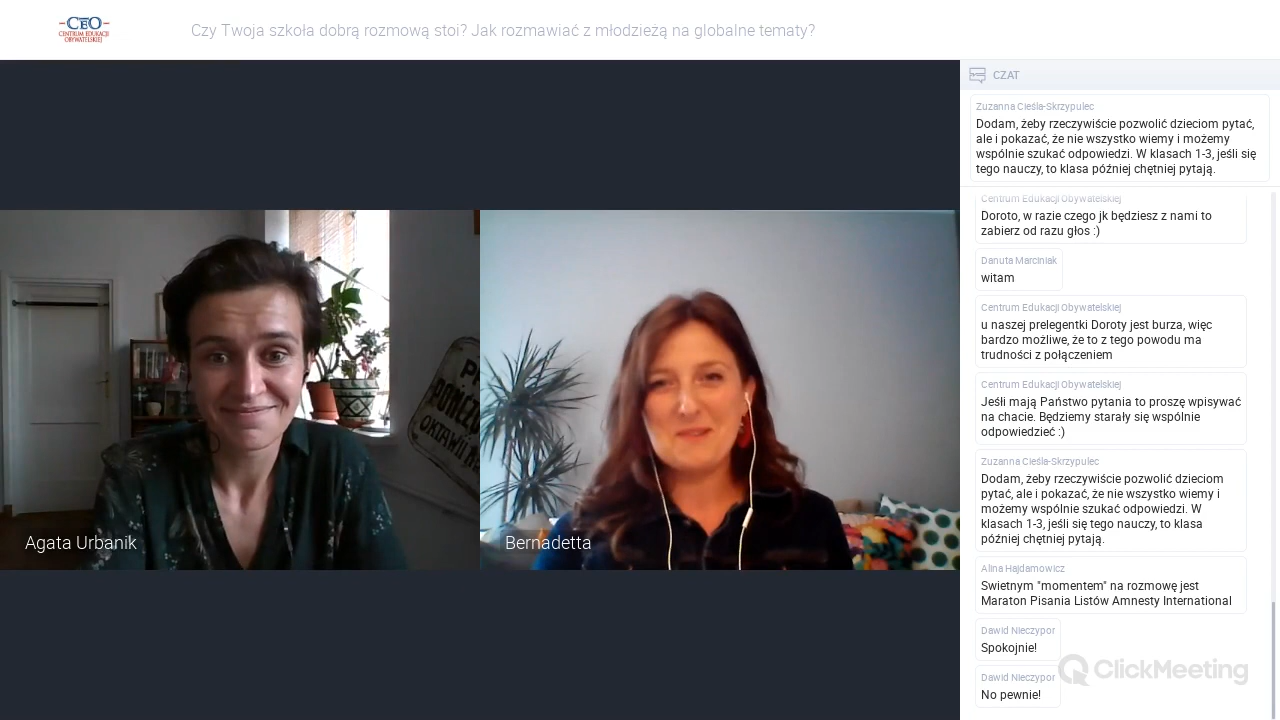 CEO
CENTRUM EDUKACJI
OBYWATELSKIEJ
Czy Twoja szkoła dobrą rozmową stoi? Jak rozmawiać z młodzieżą na globalne tematy?
CZAT
Zuzanna Cieśla-Skrzypulec
Dodam, żeby rzeczywiście pozwolić dzieciom pytać,
ale i pokazać, że nie wszystko wiemy i możemy
wspólnie szukać odpowiedzi. W klasach 1-3, jeśli się
tego nauczy, to klasa później chętniej pytają.
Centrum Edukacji Obywatelskiej
Doroto, w razie czego jk będziesz z nami to
zabierz od razu głos :)
Danuta Marciniak
witam
Centrum Edukacji Obywatelskiej
u naszej prelegentki Doroty jest burza, więc
bardzo możliwe, że to z tego powodu ma
trudności z połączeniem
Centrum Edukacji Obywatelskiej
Jeśli mają Państwo pytania to proszę wpisywać
na chacie. Będziemy starały się wspólnie
odpowiedzieć :)
Zuzanna Cieśla-Skrzypulec
Dodam, żeby rzeczywiście pozwolić dzieciom
pytać, ale i pokazać, że nie wszystko wiemy i
możemy wspólnie szukać odpowiedzi. W
klasach 1-3, jeśli się tego nauczy, to klasa
później chętniej pytają.
Alina Hajdamowicz
Swietnym "momentem" na rozmowę jest
Maraton Pisania Listów Amnesty International
Dawid Nieczypor
Spokojnie!
Dawid Nieczypor
No pewnie!
ClickMeeting
Agata Urbanik
Bernadetta